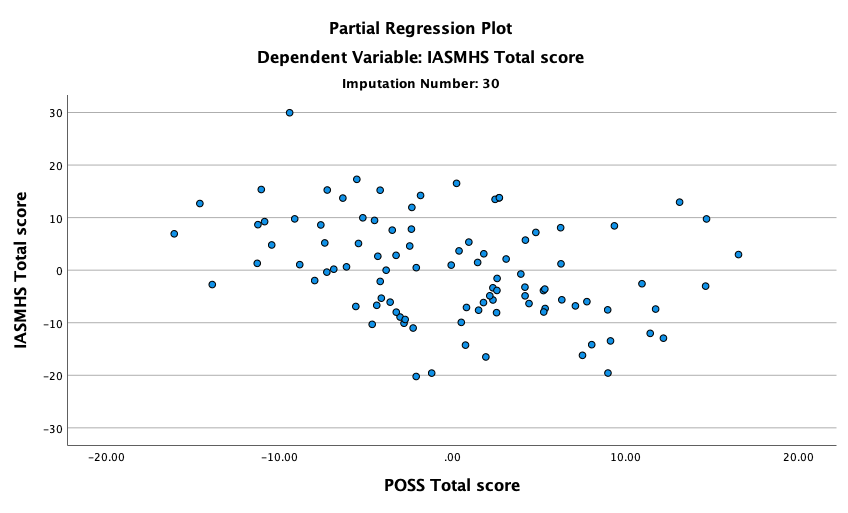 Partial Regression Plot
Dependent Variable: IASMHS Total score
Imputation Number: 30
30
20
10
0
-10
-20
-30
IASMHS Total score
-20.00 -10.00 .00 10.00 20.00
POSS Total score